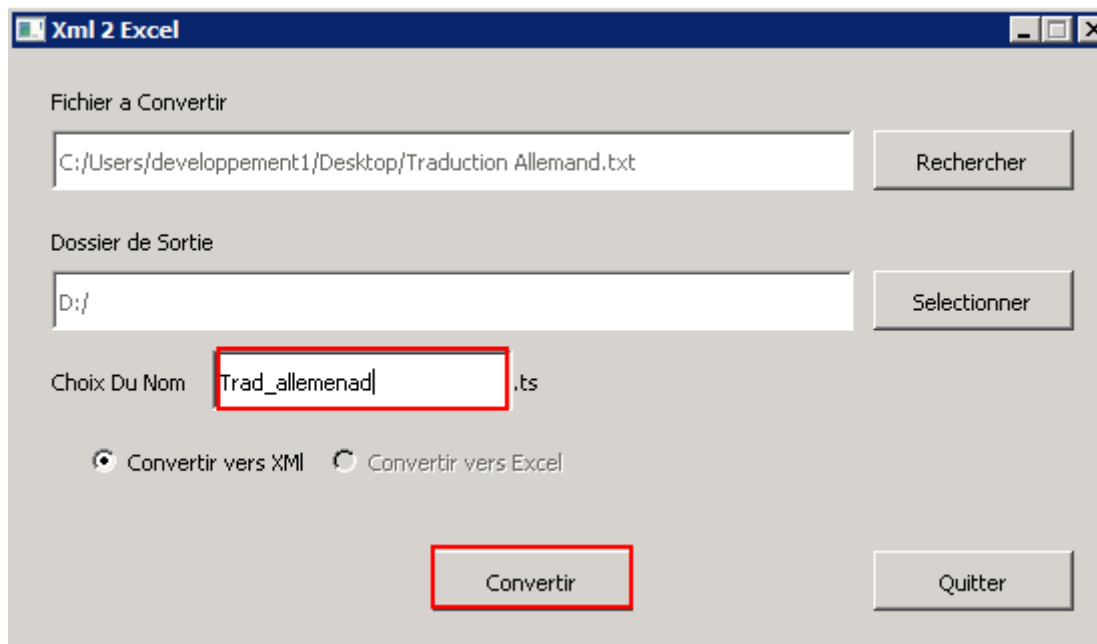 Xml 2 Excel
Fichier a Convertir
C:/Users/developpement1/Desktop/Traduction Allemand.txt Rechercher
Dossier de Sortie
D:/ Selectionner
Choix Du Nom Trad_allemenad .ts
Convertir vers XMl Convertir vers Excel
Convertir Quitter